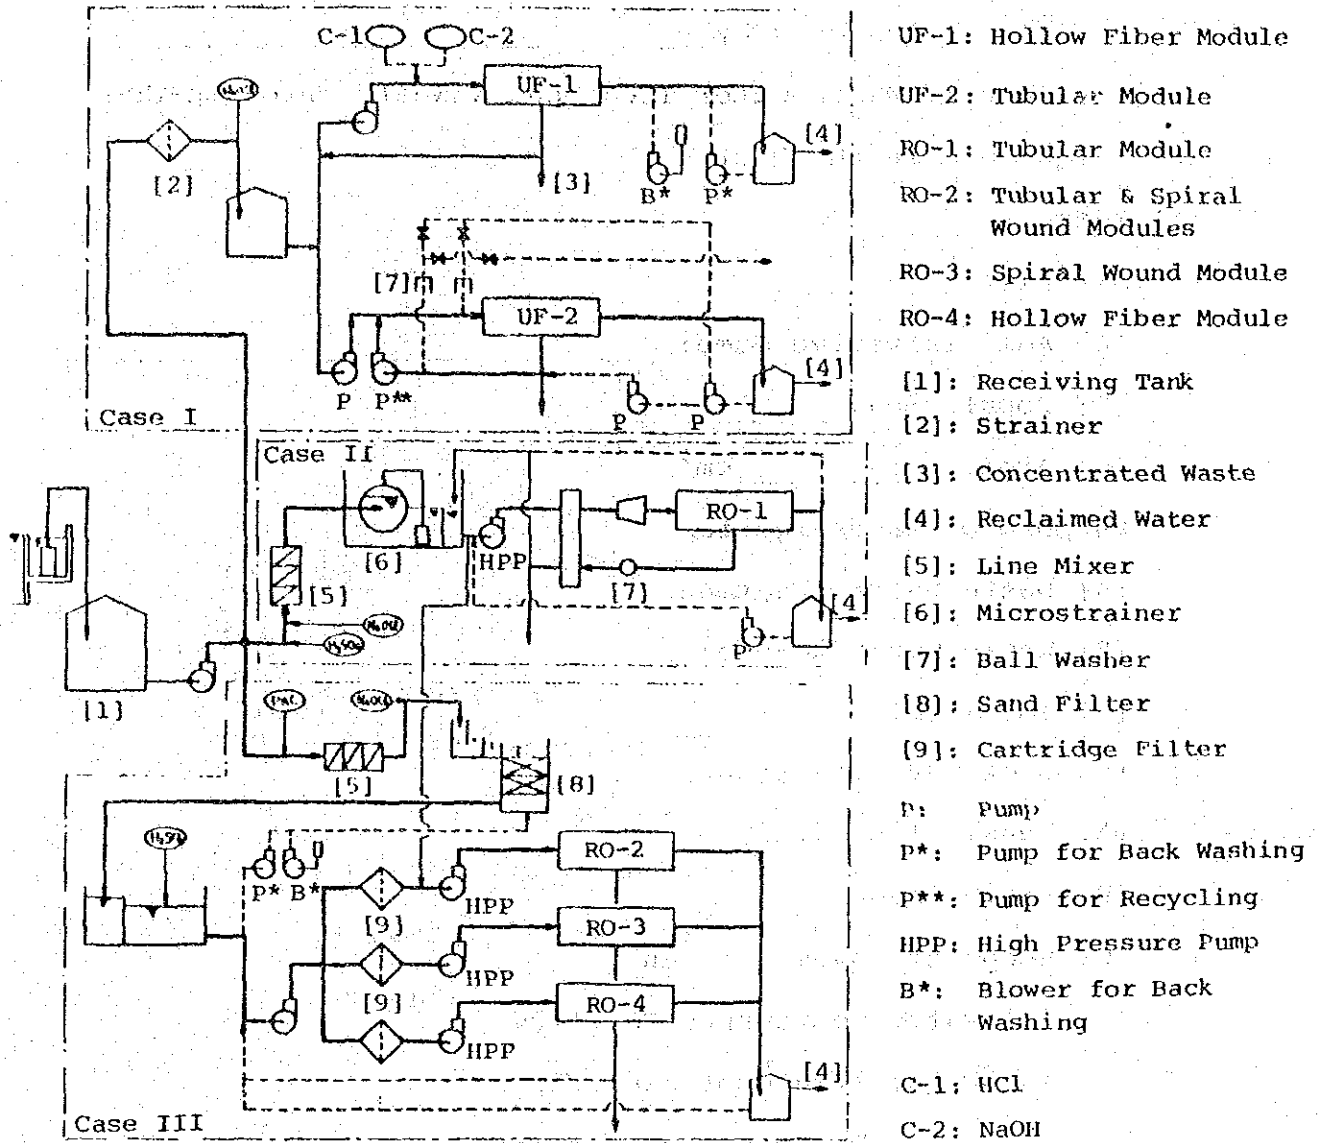 C-1
C-2
UF-1
[2]
[3]
B*
P*
[4]
[7]
UF-2
P
P**
P
P
[4]
Case I
Case II
[6]
HPP
RO-1
[7]
[5]
[4]
P
NaOCl
H₂SO₄
[1]
PAC
NaOCl
[5]
[8]
H₂SO₄
P*
B*
[9]
HPP
RO-2
[9]
HPP
RO-3
HPP
RO-4
[4]
Case III
UF-1: Hollow Fiber Module
UF-2: Tubular Module
RO-1: Tubular Module
RO-2: Tubular & Spiral
Wound Modules
RO-3: Spiral Wound Module
RO-4: Hollow Fiber Module
[1]: Receiving Tank
[2]: Strainer
[3]: Concentrated Waste
[4]: Reclaimed Water
[5]: Line Mixer
[6]: Microstrainer
[7]: Ball Washer
[8]: Sand Filter
[9]: Cartridge Filter
P: Pump
P*: Pump for Back Washing
P**: Pump for Recycling
HPP: High Pressure Pump
B*: Blower for Back
Washing
C-1: HCl
C-2: NaOH